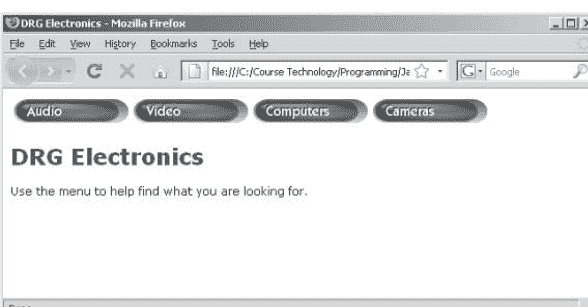 DRG Electronics - Mozilla Firefox
File Edit View History Bookmarks Tools Help
file:///C:/Course Technology/Programming/Ja
Google
Audio Video Computers Cameras
DRG Electronics
Use the menu to help find what you are looking for.